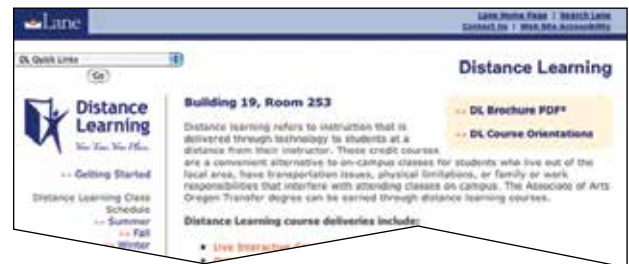 Lane
Lane Home Page | Search Lane
Contact Us | Web Site Accessibility
DL Quick Links
Go
Distance Learning
Distance
Learning
Your Time. Your Place.
>> Getting Started
Distance Learning Class
Schedule
>> Summer
>> Fall
>> Winter
Building 19, Room 253
Distance learning refers to instruction that is
delivered through technology to students at a
distance from their instructor. These credit courses
are a convenient alternative to on-campus classes for students who live out of the
local area, have transportation issues, physical limitations, or family or work
responsibilities that interfere with attending classes on campus. The Associate of Arts
Oregon Transfer degree can be earned through distance learning courses.
>> DL Brochure PDF*
>> DL Course Orientations
Distance Learning course deliveries include:
Live Interactive